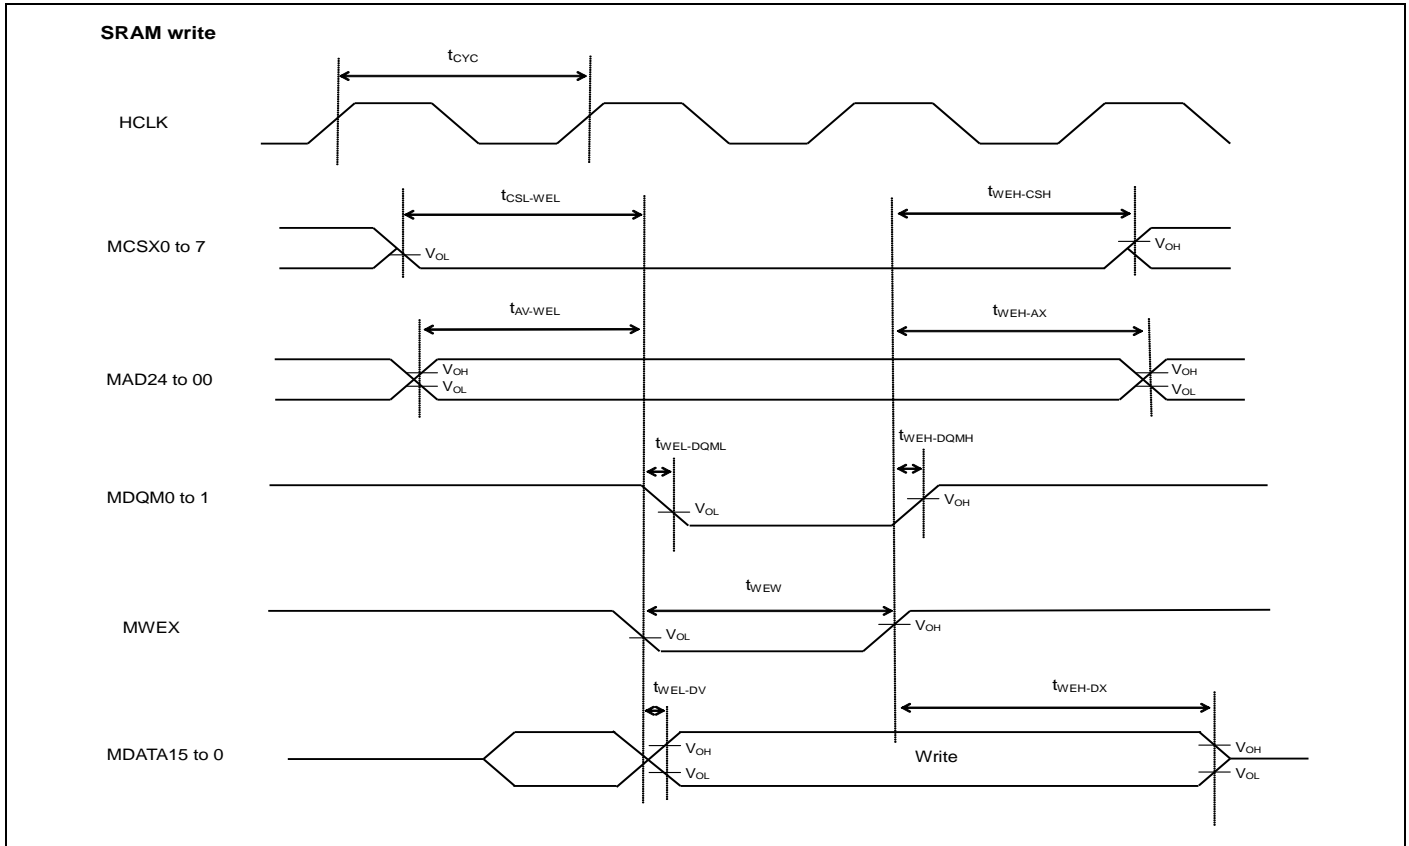 SRAM write
tCYC
HCLK
tCSL-WEL
tWEH-CSH
MCSX0 to 7
VOL
VOH
tAV-WEL
tWEH-AX
MAD24 to 00
VOH
VOL
VOH
VOL
tWEL-DQML
tWEH-DQMH
MDQM0 to 1
VOL
VOH
tWEW
MWEX
VOL
VOH
tWEL-DV
tWEH-DX
MDATA15 to 0
VOH
VOL
Write
VOH
VOL